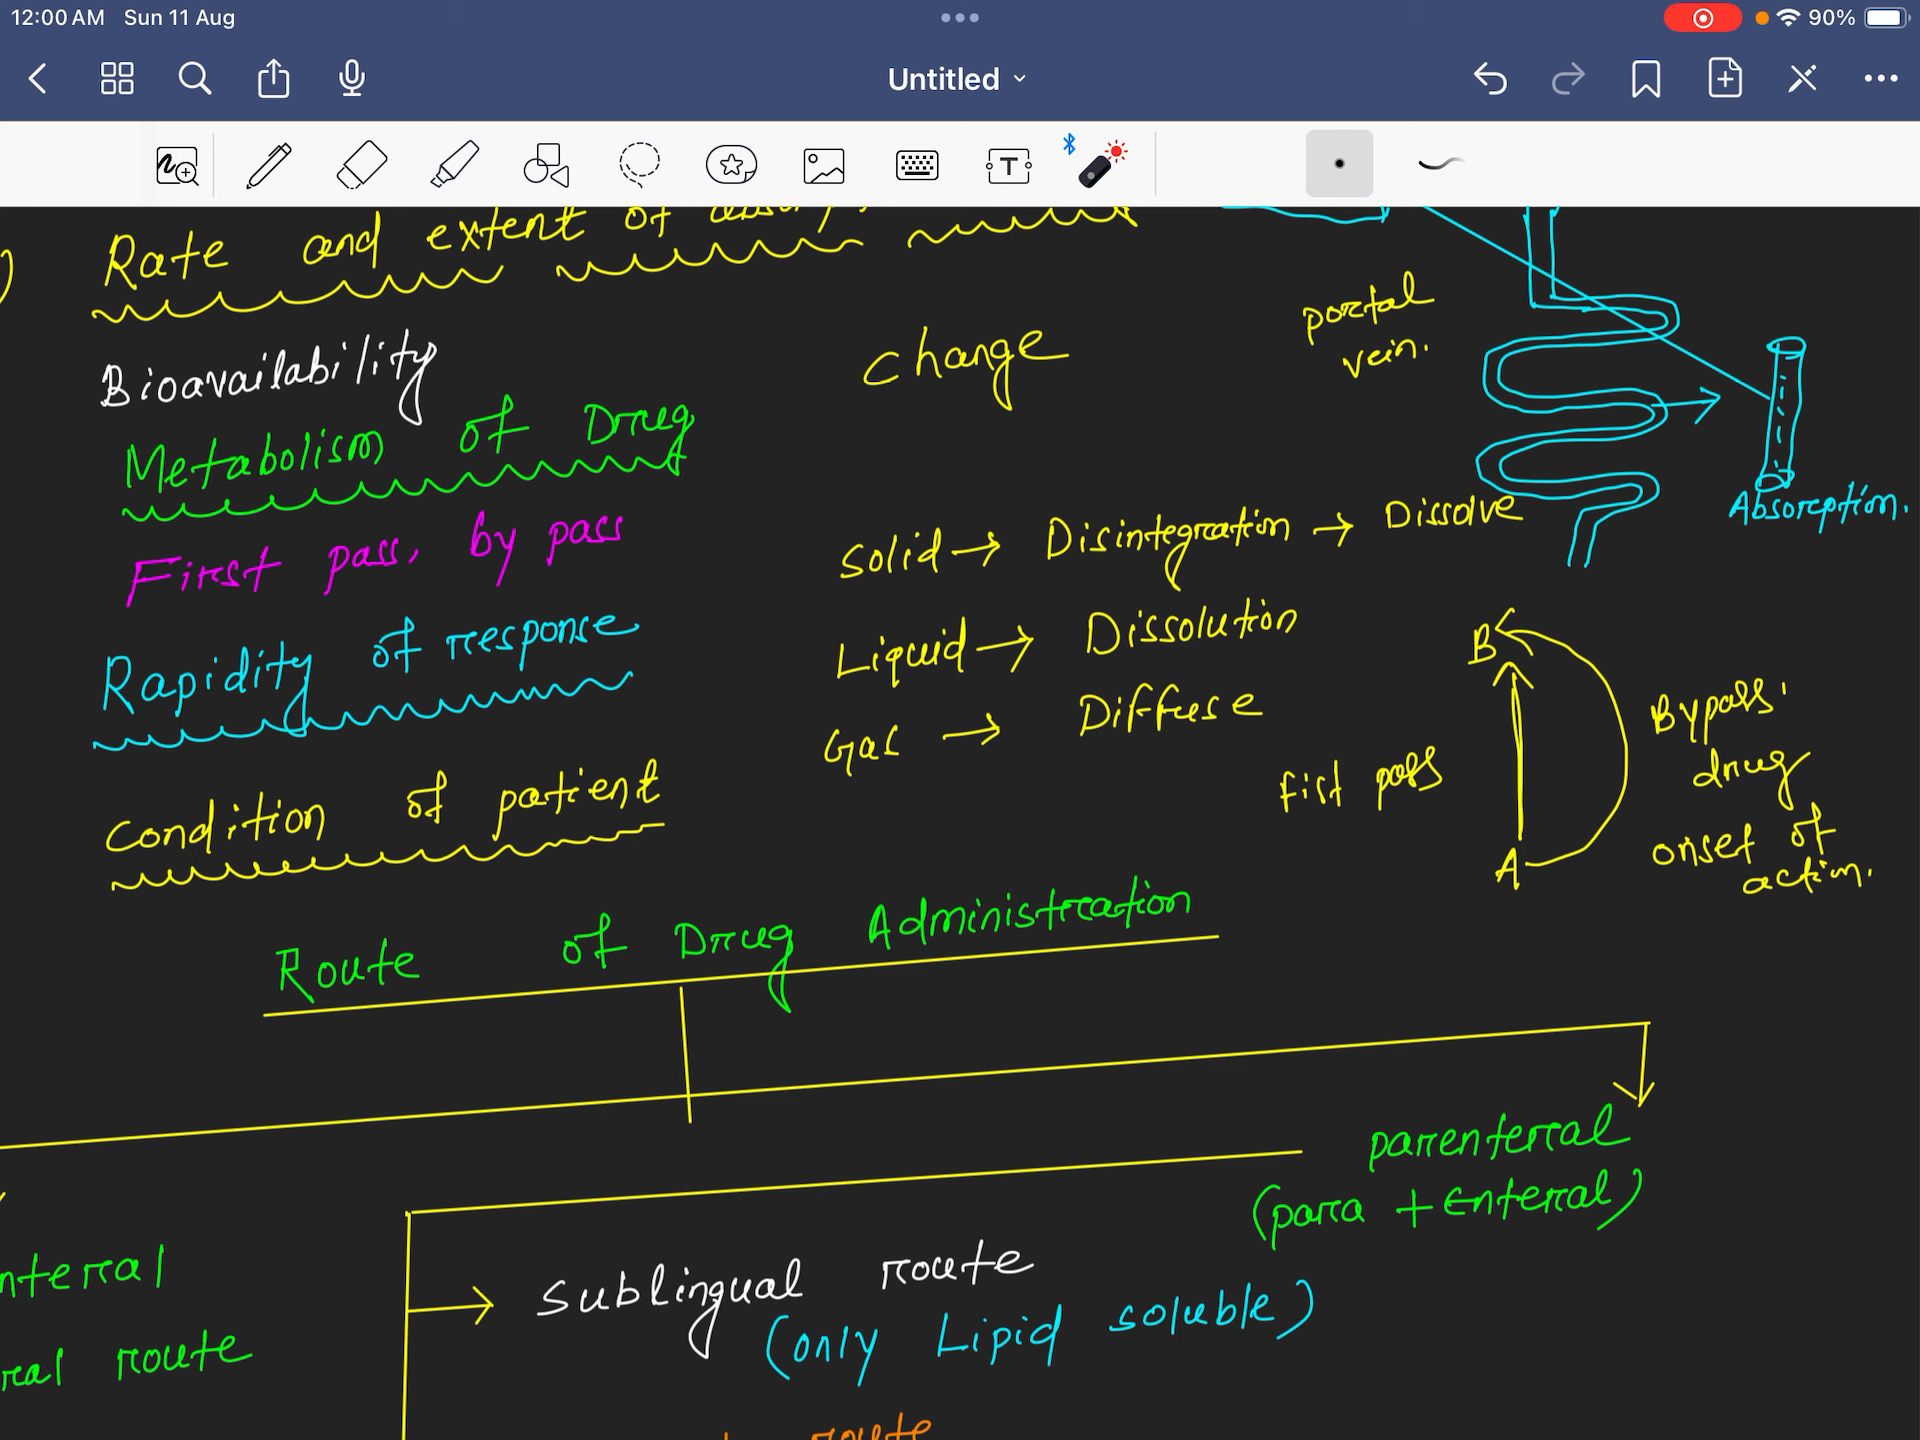 12:00 AM Sun 11 Aug
90%
Untitled
T
Rate and extent of
Bioavailability
Change
portal
vein.
Metabolism of Drug
First pass, by pass
Absorption.
Solid → Disintegration → Dissolve
Rapidity of response
Liquid → Dissolution
Gas → Diffuse
B
Bypass
drug
fist pass
onset of
action.
A
Condition of patient
Route of Drug Administration
parenteral
(para + Enteral)
nteral
ral route
Sublingual route
(only Lipid soluble)
route